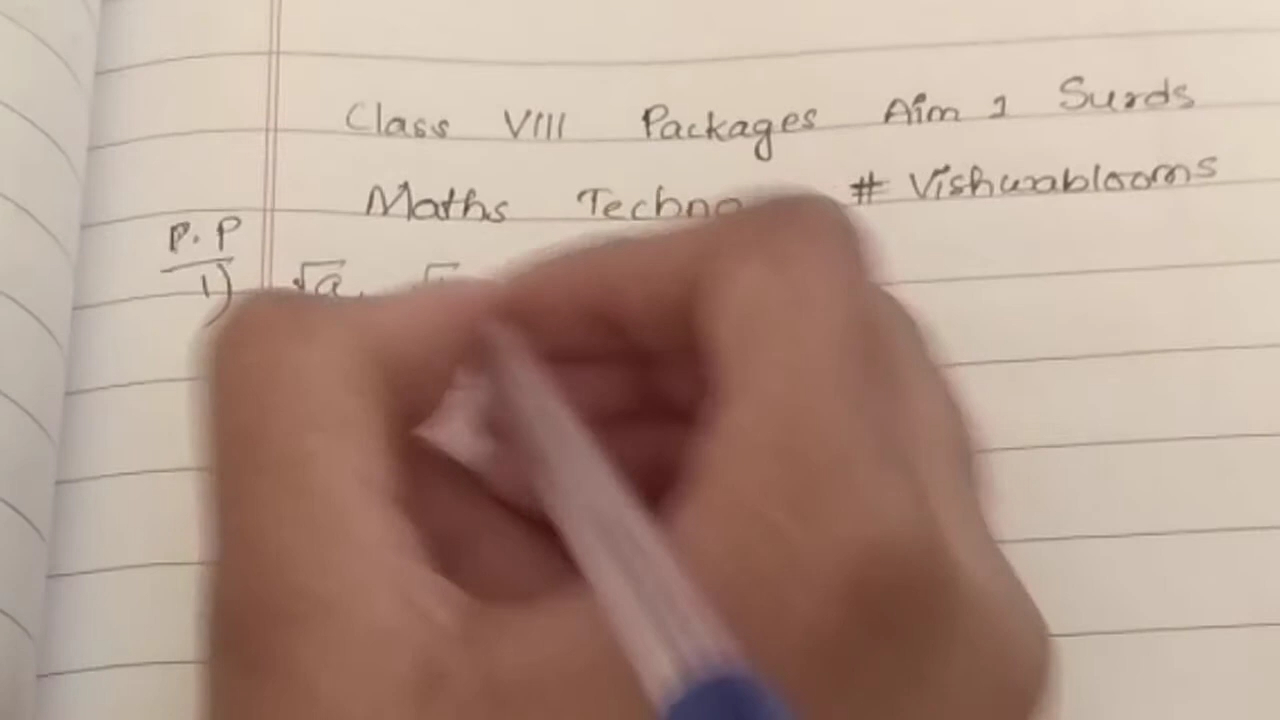 Class VIII Packages Aim 1 Surds
Maths Techno # Vishwablooms
P.P
1) √a √